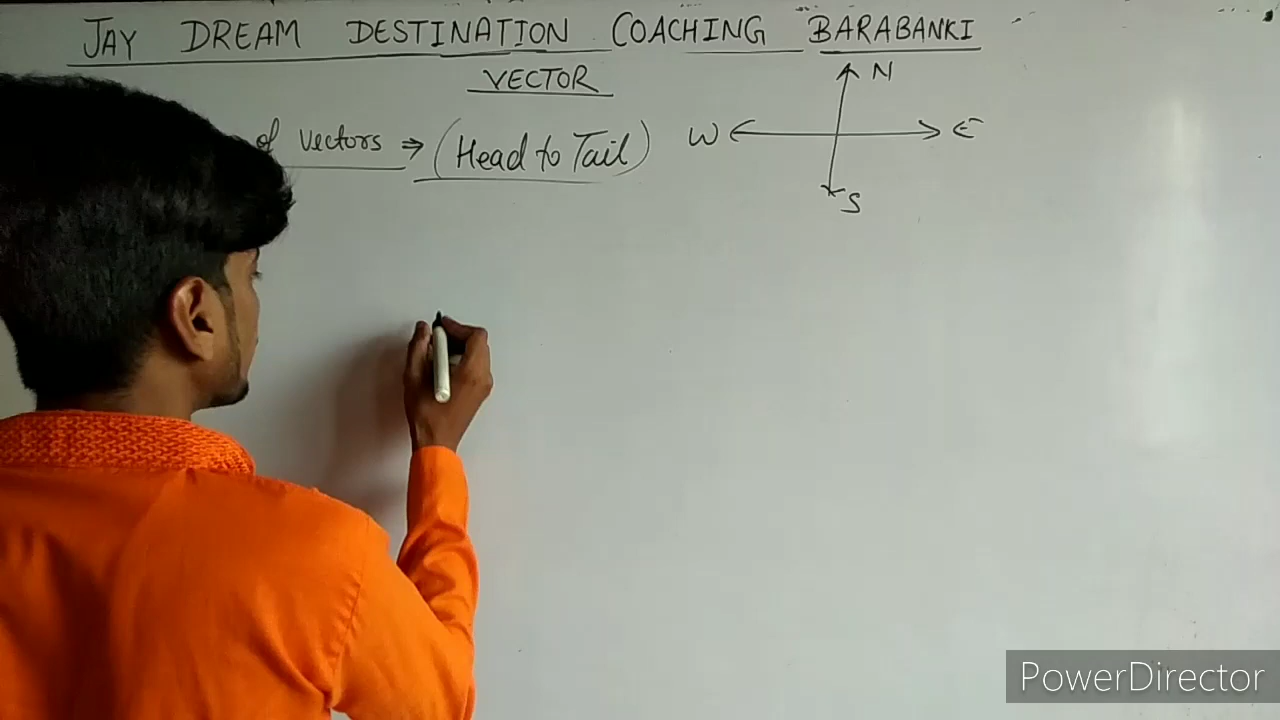 JAY DREAM DESTINATION COACHING BARABANKI
VECTOR
of vectors ⇒ (Head to Tail)
N
W E
S
PowerDirector